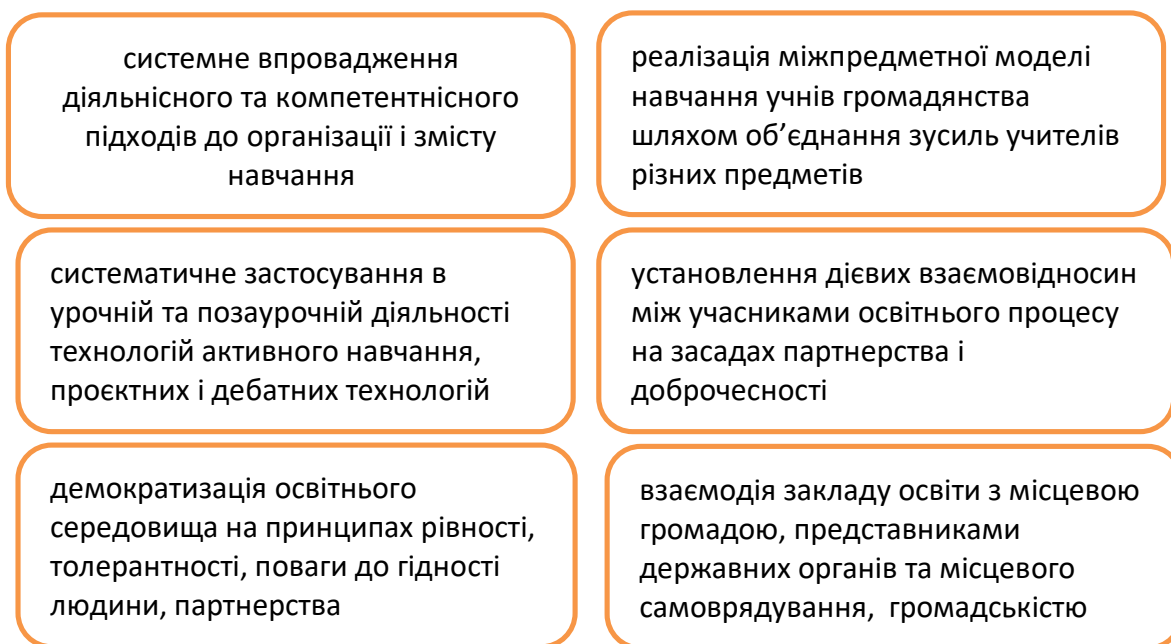 системне впровадження
діяльнісного та компетентнісного
підходів до організації і змісту
навчання
реалізація міжпредметної моделі
навчання учнів громадянства
шляхом об’єднання зусиль учителів
різних предметів
систематичне застосування в
урочній та позаурочній діяльності
технологій активного навчання,
проєктних і дебатних технологій
установлення дієвих взаємовідносин
між учасниками освітнього процесу
на засадах партнерства і
доброчесності
демократизація освітнього
середовища на принципах рівності,
толерантності, поваги до гідності
людини, партнерства
взаємодія закладу освіти з місцевою
громадою, представниками
державних органів та місцевого
самоврядування, громадськістю